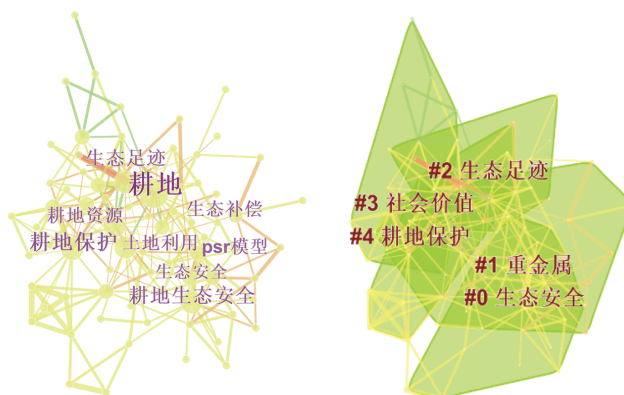 生态足迹
耕地
耕地资源
生态补偿
耕地保护
土地利用
psr模型
生态安全
耕地生态安全
#2 生态足迹
#3 社会价值
#4 耕地保护
#1 重金属
#0 生态安全